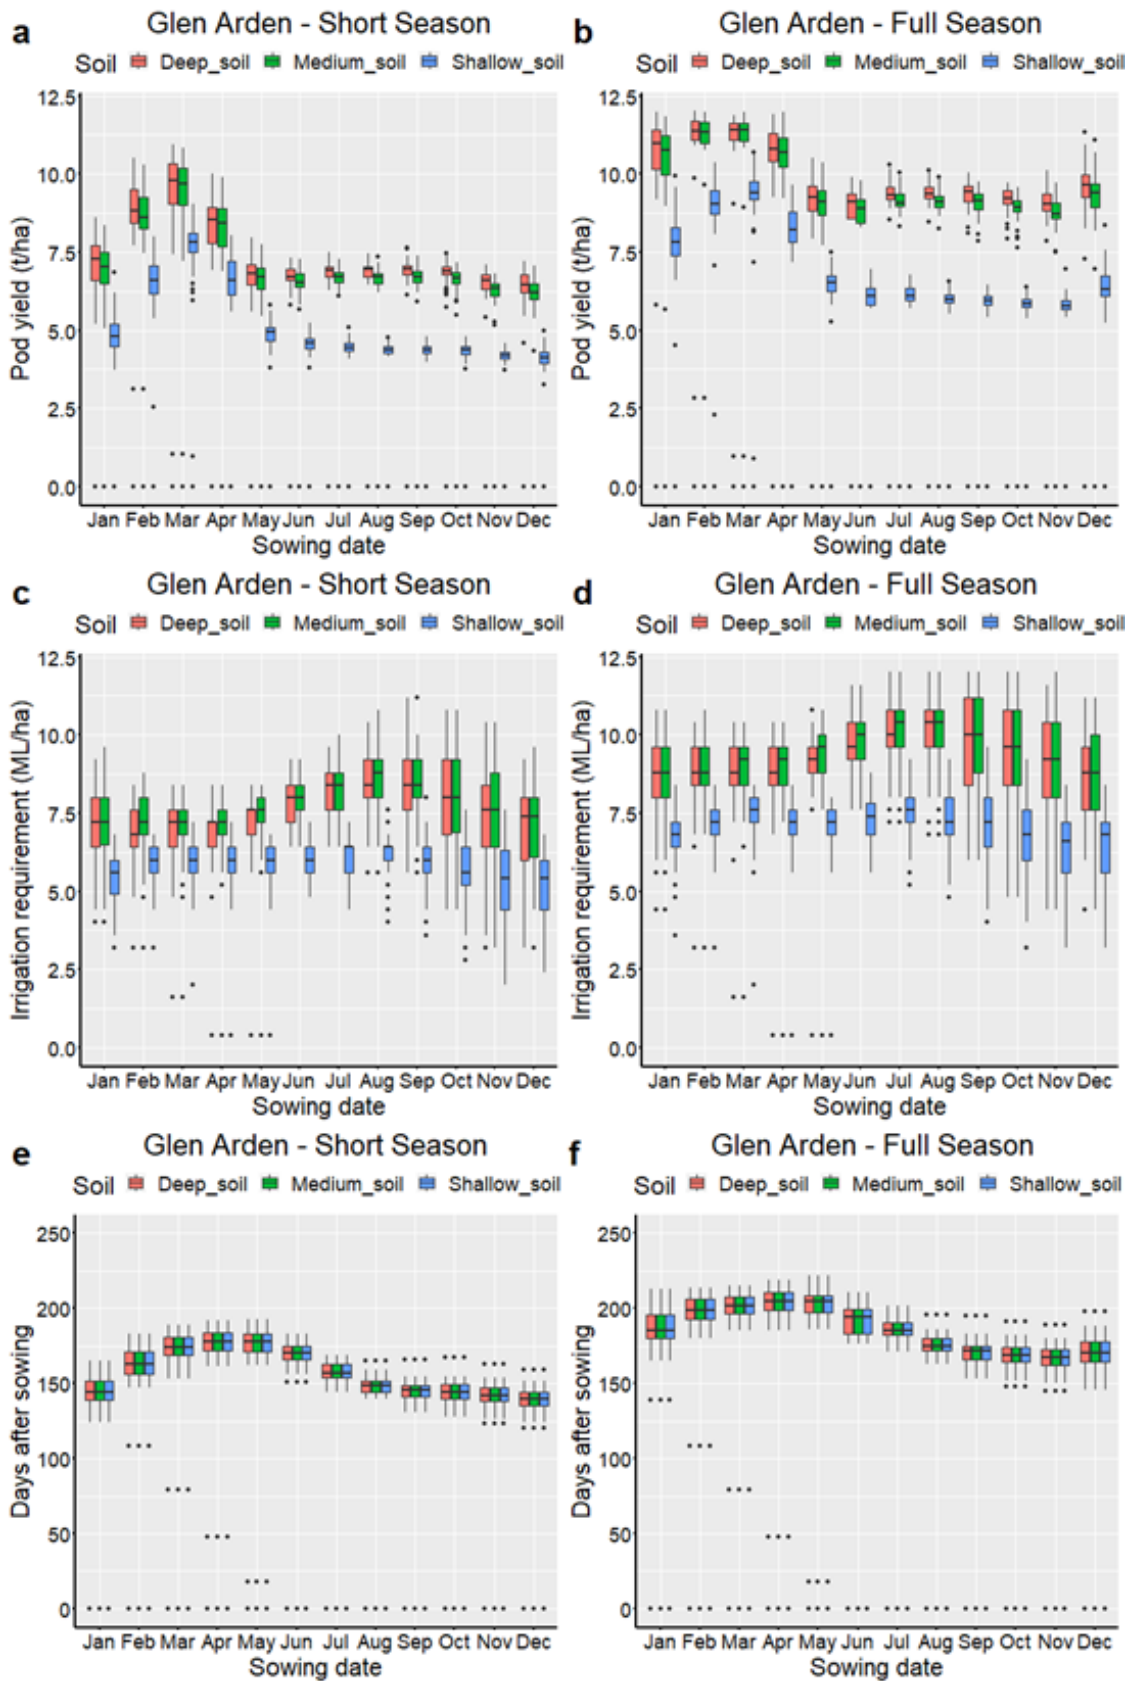 a Glen Arden - Short Season
Soil Deep_soil Medium_soil Shallow_soil
Pod yield (t/ha)
12.5
10.0
7.5
5.0
2.5
0.0
Jan Feb Mar Apr May Jun Jul Aug Sep Oct Nov Dec
Sowing date
b Glen Arden - Full Season
Soil Deep_soil Medium_soil Shallow_soil
Pod yield (t/ha)
12.5
10.0
7.5
5.0
2.5
0.0
Jan Feb Mar Apr May Jun Jul Aug Sep Oct Nov Dec
Sowing date
c Glen Arden - Short Season
Soil Deep_soil Medium_soil Shallow_soil
Irrigation requirement (ML/ha)
12.5
10.0
7.5
5.0
2.5
0.0
Jan Feb Mar Apr May Jun Jul Aug Sep Oct Nov Dec
Sowing date
d Glen Arden - Full Season
Soil Deep_soil Medium_soil Shallow_soil
Irrigation requirement (ML/ha)
12.5
10.0
7.5
5.0
2.5
0.0
Jan Feb Mar Apr May Jun Jul Aug Sep Oct Nov Dec
Sowing date
e Glen Arden - Short Season
Soil Deep_soil Medium_soil Shallow_soil
Days after sowing
250
200
150
100
50
0
Jan Feb Mar Apr May Jun Jul Aug Sep Oct Nov Dec
Sowing date
f Glen Arden - Full Season
Soil Deep_soil Medium_soil Shallow_soil
Days after sowing
250
200
150
100
50
0
Jan Feb Mar Apr May Jun Jul Aug Sep Oct Nov Dec
Sowing date